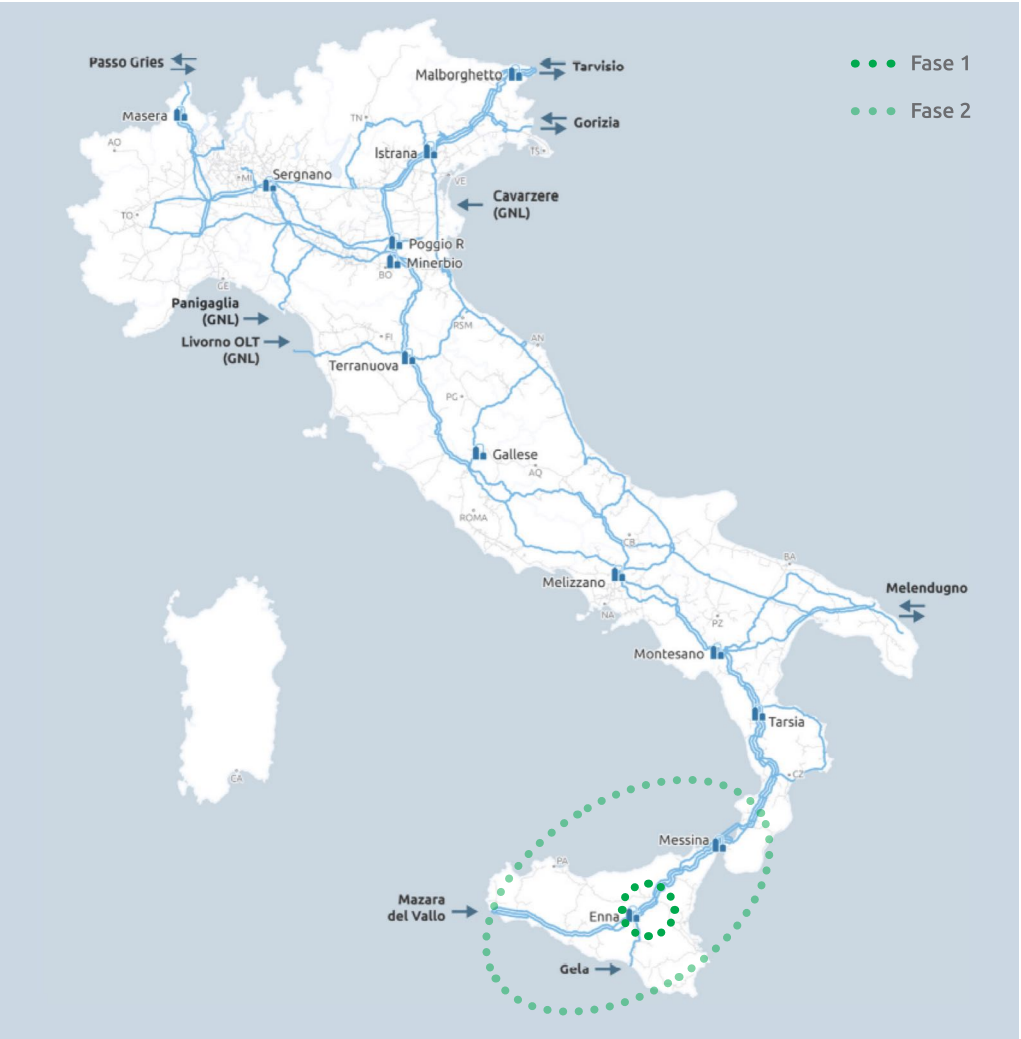 Passo Gries
Malborghetto
Tarvisio
Fase 1
Fase 2
Masera
TN
Gorizia
AO
Istrana
TS
MI
Sergnano
VE
Cavarzere
(GNL)
TO
Poggio R
Minerbio
BO
GE
Panigaglia
(GNL)
Livorno OLT
(GNL)
FI
RSM
AN
Terranuova
PG
Gallese
AQ
ROMA
CB
BA
Melizzano
Melendugno
NA
PZ
Montesano
Tarsia
CZ
CA
Messina
PA
Mazara
del Vallo
Enna
Gela